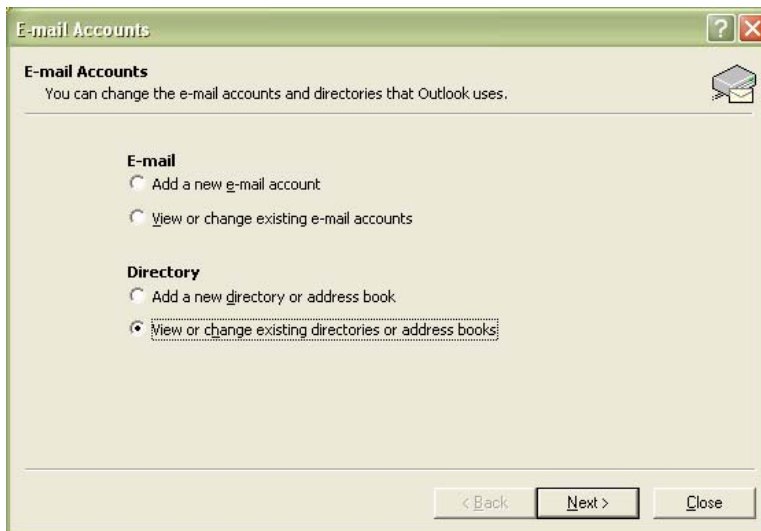 E-mail Accounts
E-mail Accounts
You can change the e-mail accounts and directories that Outlook uses.
E-mail
Add a new e-mail account
View or change existing e-mail accounts
Directory
Add a new directory or address book
View or change existing directories or address books
< Back Next > Close